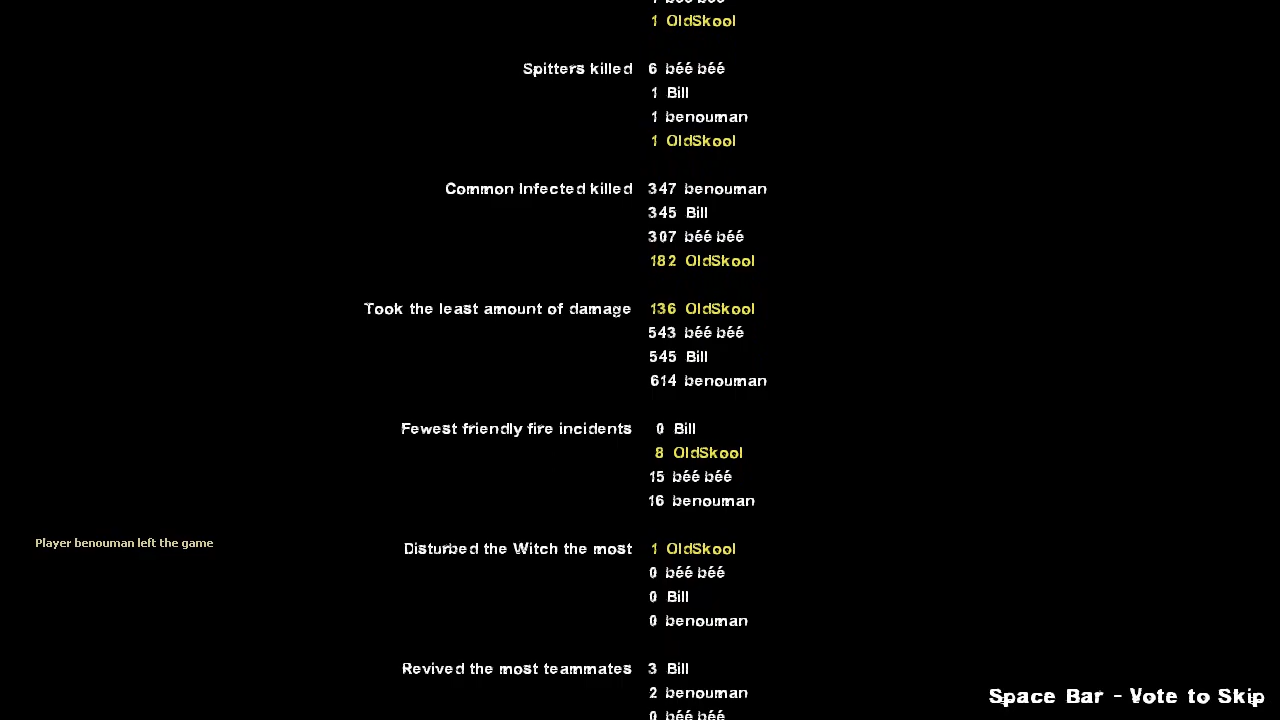 1 OldSkool
Spitters killed 6 béé béé
1 Bill
1 benouman
1 OldSkool
Common Infected killed 347 benouman
345 Bill
307 béé béé
182 OldSkool
Took the least amount of damage 136 OldSkool
543 béé béé
545 Bill
614 benouman
Fewest friendly fire incidents 0 Bill
8 OldSkool
15 béé béé
16 benouman
Player benouman left the game
Disturbed the Witch the most 1 OldSkool
0 béé béé
0 Bill
0 benouman
Revived the most teammates 3 Bill
2 benouman
0 béé béé
Space Bar - Vote to Skip